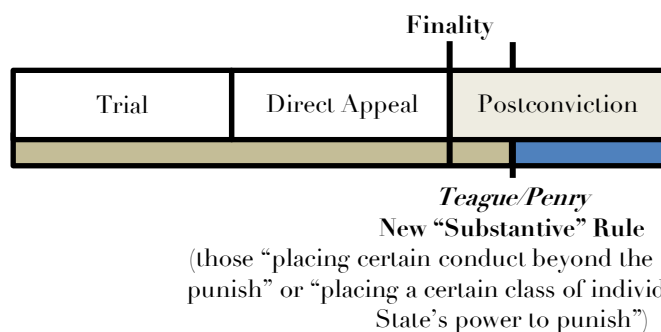 Finality
Trial
Direct Appeal
Postconviction
Teague/Penry
New “Substantive” Rule
(those “placing certain conduct beyond the
punish” or “placing a certain class of individ
State’s power to punish”)